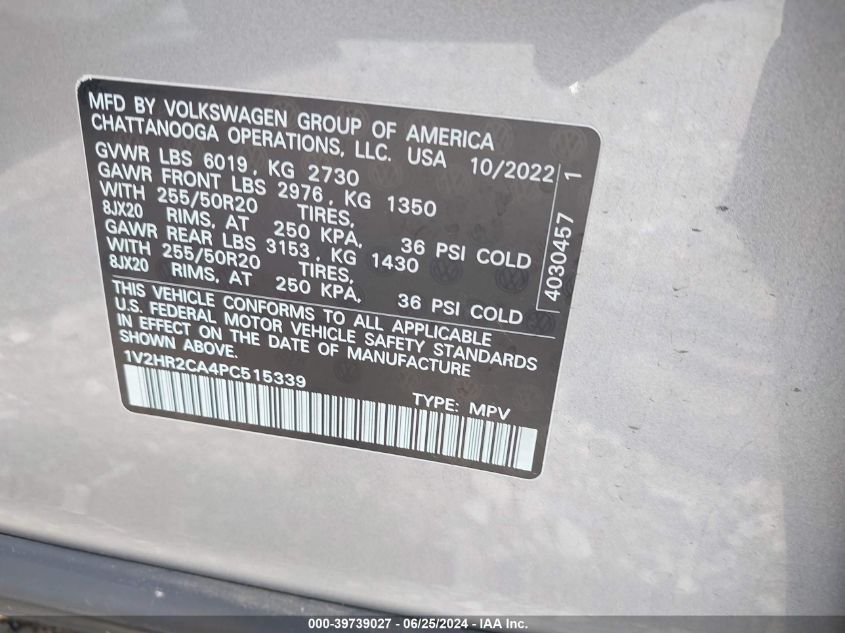 MFD BY VOLKSWAGEN GROUP OF AMERICA
CHATTANOOGA OPERATIONS, LLC. USA 10/2022
GVWR LBS 6019, KG 2730
GAWR FRONT LBS 2976, KG 1350
WITH 255/50R20 TIRES,
8JX20 RIMS, AT 250 KPA, 36 PSI COLD
GAWR REAR LBS 3153, KG 1430
WITH 255/50R20 TIRES,
8JX20 RIMS, AT 250 KPA, 36 PSI COLD
THIS VEHICLE CONFORMS TO ALL APPLICABLE
U.S. FEDERAL MOTOR VEHICLE SAFETY STANDARDS
IN EFFECT ON THE DATE OF MANUFACTURE
SHOWN ABOVE.
1V2HR2CA4PC515339 TYPE: MPV
4030457 1
000-39739027 - 06/25/2024 - IAA Inc.